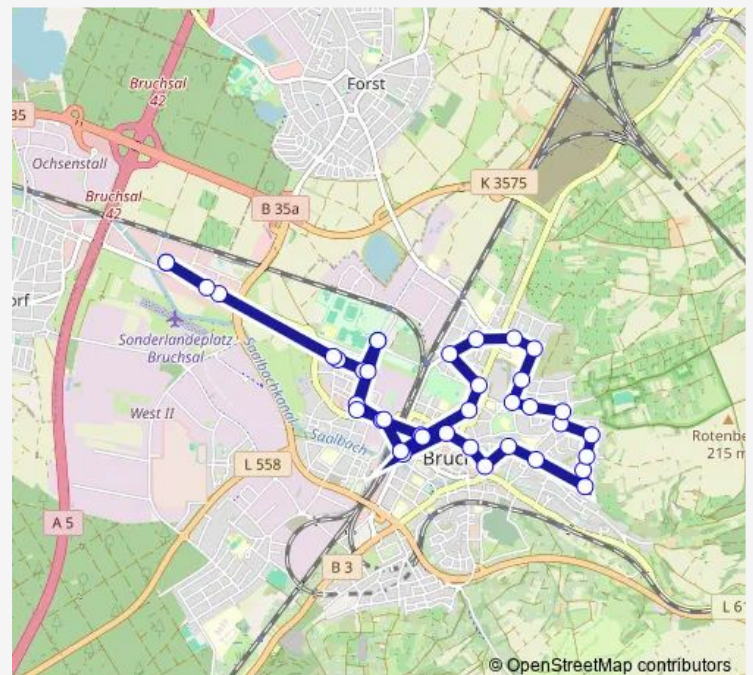 Bruchsal
42
Forst
35
Ochsenstall
K 3575
Bruchsal
42
B 35a
orf
Sonderlandeplatz
Bruchsal
Saalbachkanal
West II
Saalbach
Rotenbe
215 m
Bruch
L 558
A 5
B 3
L 61
© OpenStreetMap contributors